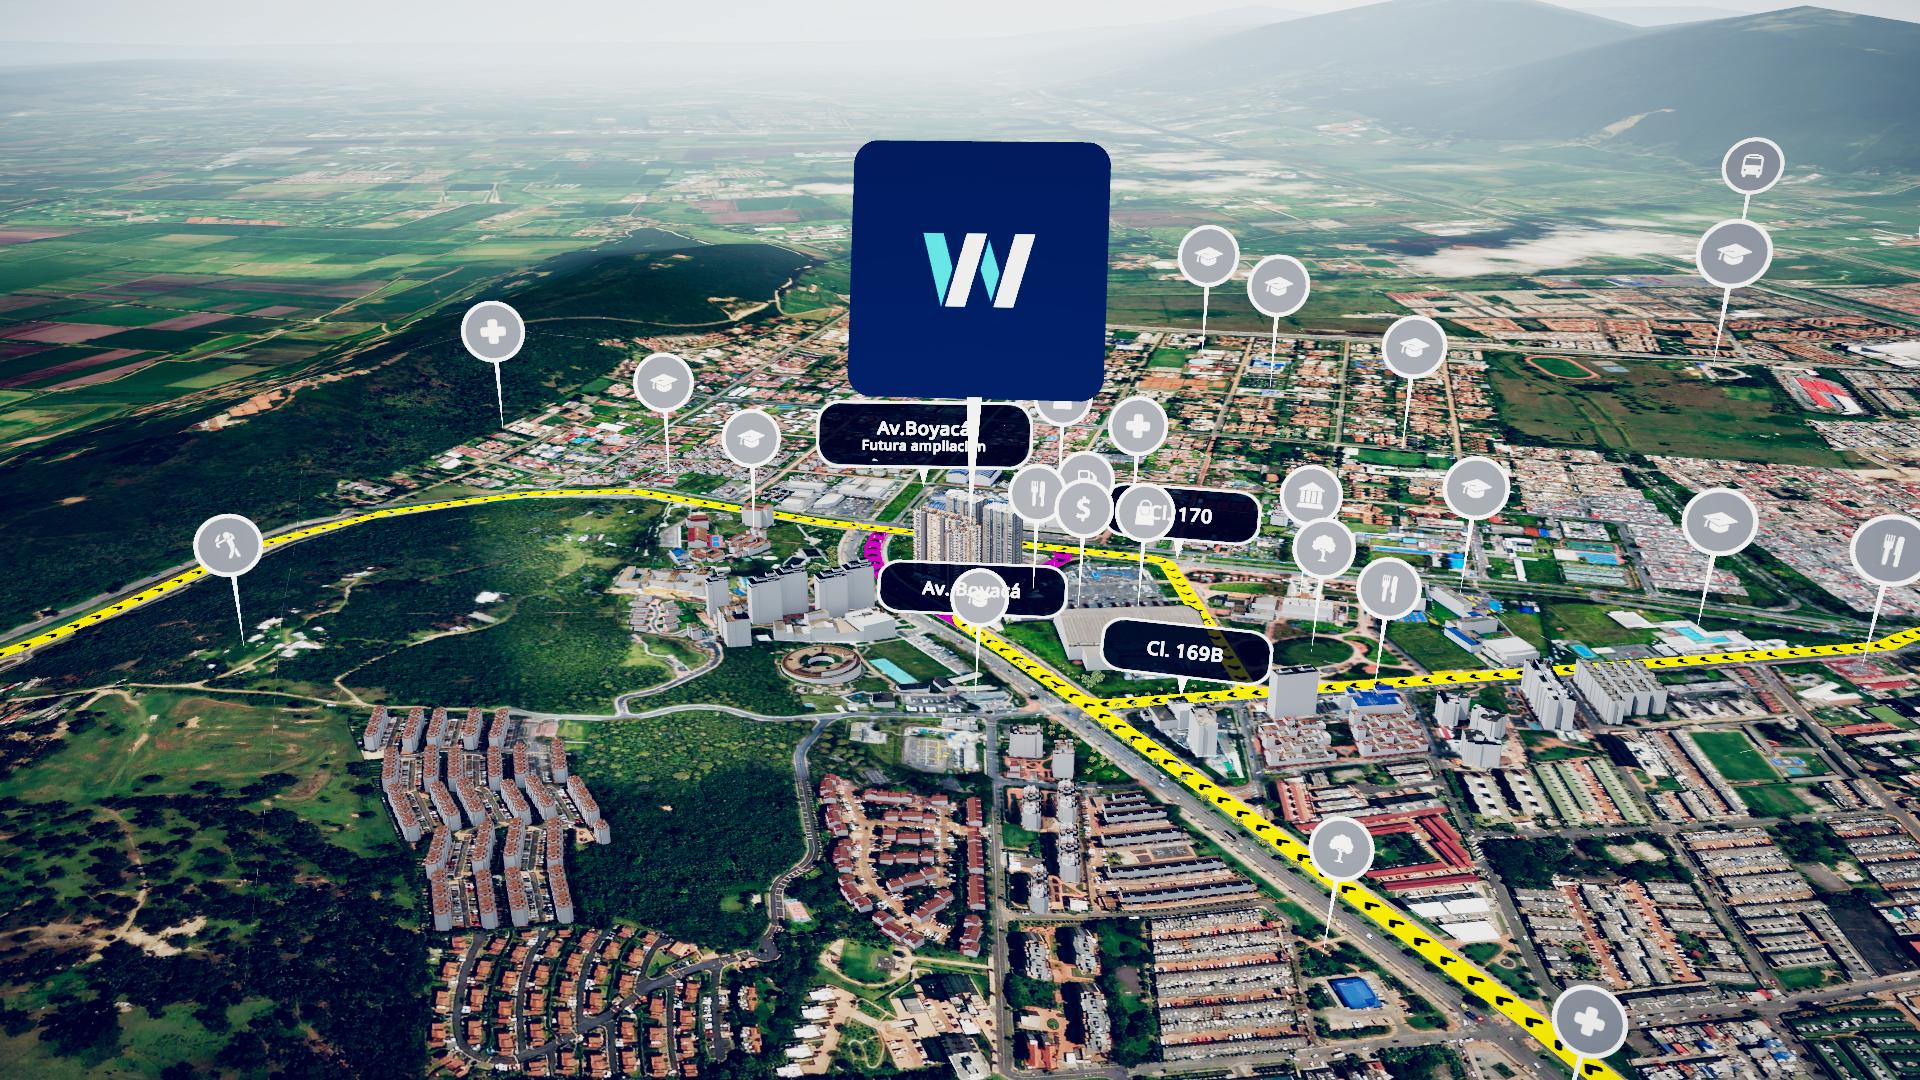 W
Av.Boyacá
Futura ampliación
$
Cl. 170
Av. Boyacá
Cl. 169B